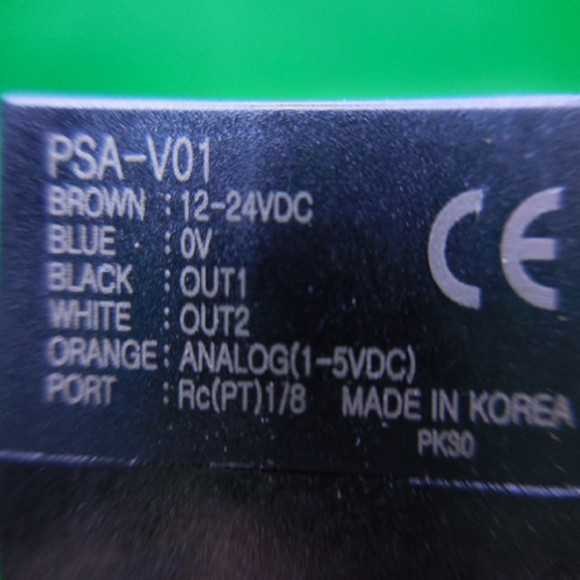 PSA-V01
BROWN : 12-24VDC
BLUE : 0V
BLACK : OUT1
WHITE : OUT2
ORANGE : ANALOG(1-5VDC)
PORT : Rc(PT)1/8 MADE IN KOREA
PK30
CE